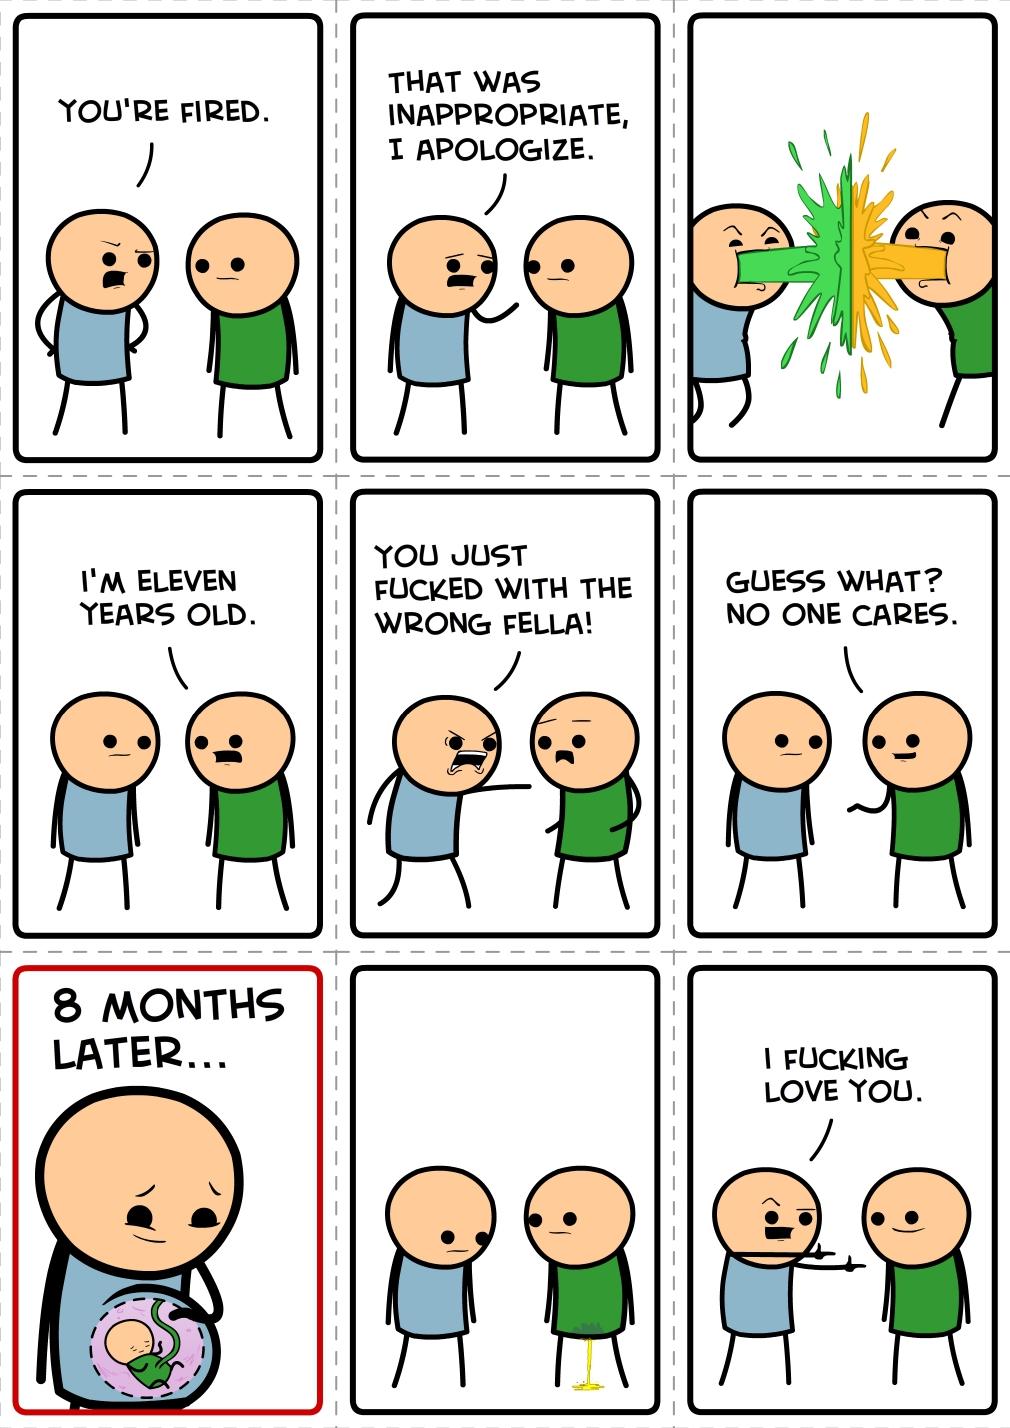 YOU'RE FIRED.
THAT WAS
INAPPROPRIATE,
I APOLOGIZE.
I'M ELEVEN
YEARS OLD.
YOU JUST
FUCKED WITH THE
WRONG FELLA!
GUESS WHAT?
NO ONE CARES.
8 MONTHS
LATER...
I FUCKING
LOVE YOU.